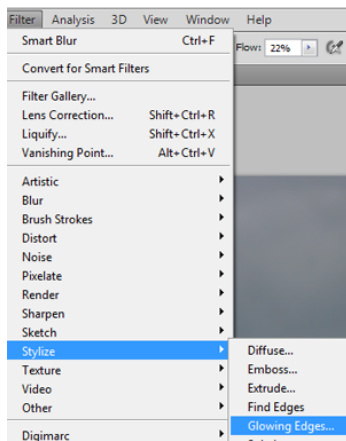 Filter Analysis 3D View Window Help
Smart Blur Ctrl+F
Flow: 22%
Convert for Smart Filters
Filter Gallery...
Lens Correction... Shift+Ctrl+R
Liquify... Shift+Ctrl+X
Vanishing Point... Alt+Ctrl+V
Artistic
Blur
Brush Strokes
Distort
Noise
Pixelate
Render
Sharpen
Sketch
Stylize
Diffuse...
Texture
Emboss...
Video
Extrude...
Other
Find Edges
Glowing Edges...
Digimarc